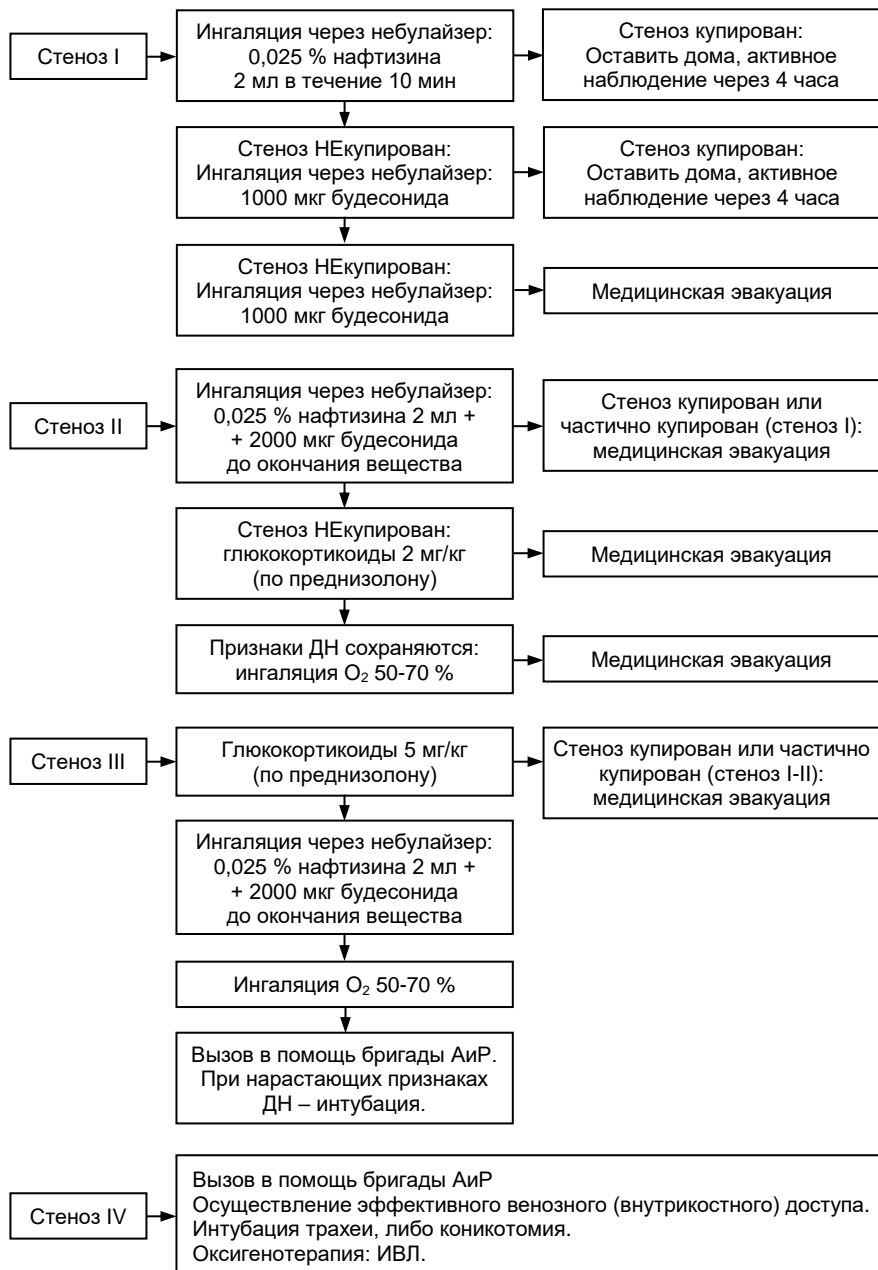 Стеноз I
Ингаляция через небулайзер:
0,025 % нафтизина
2 мл в течение 10 мин
Стеноз купирован:
Оставить дома, активное
наблюдение через 4 часа
Стеноз НЕкупирован:
Ингаляция через небулайзер:
1000 мкг будесонида
Стеноз купирован:
Оставить дома, активное
наблюдение через 4 часа
Стеноз НЕкупирован:
Ингаляция через небулайзер:
1000 мкг будесонида
Медицинская эвакуация
Стеноз II
Ингаляция через небулайзер:
0,025 % нафтизина 2 мл +
+ 2000 мкг будесонида
до окончания вещества
Стеноз купирован или
частично купирован (стеноз I):
медицинская эвакуация
Стеноз НЕкупирован:
глюкокортикоиды 2 мг/кг
(по преднизолону)
Медицинская эвакуация
Признаки ДН сохраняются:
ингаляция O₂ 50-70 %
Медицинская эвакуация
Стеноз III
Глюкокортикоиды 5 мг/кг
(по преднизолону)
Стеноз купирован или частично
купирован (стеноз I-II):
медицинская эвакуация
Ингаляция через небулайзер:
0,025 % нафтизина 2 мл +
+ 2000 мкг будесонида
до окончания вещества
Ингаляция O₂ 50-70 %
Вызов в помощь бригады АиР.
При нарастающих признаках
ДН – интубация.
Стеноз IV
Вызов в помощь бригады АиР
Осуществление эффективного венозного (внутрикостного) доступа.
Интубация трахеи, либо коникотомия.
Оксигенотерапия: ИВЛ.